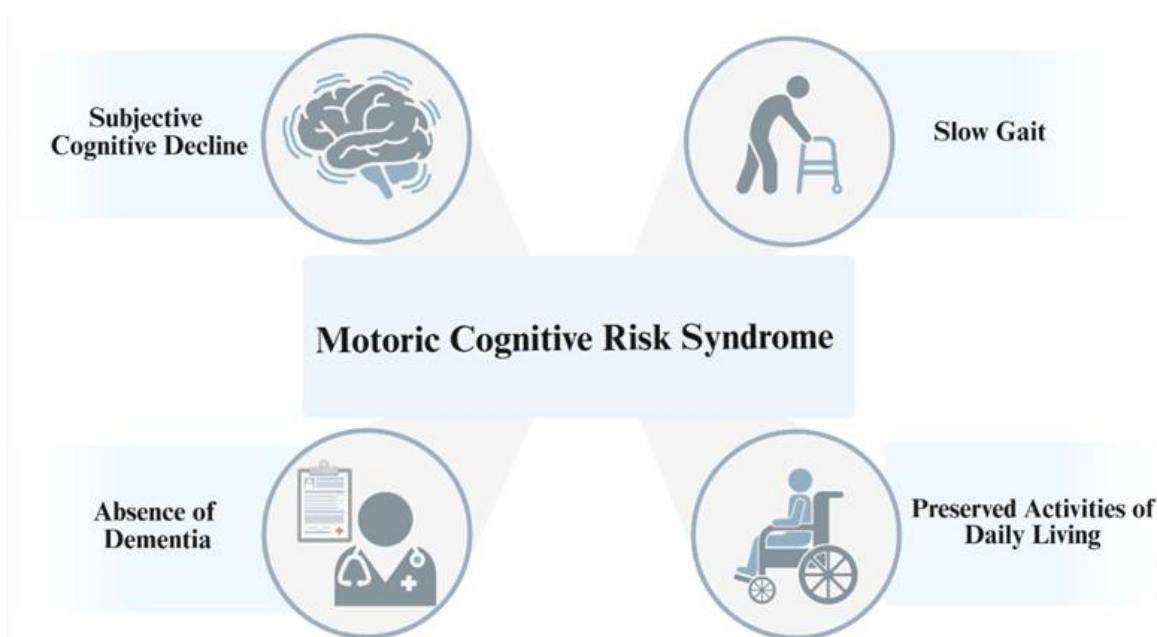 Subjective
Cognitive Decline
Slow Gait
Motoric Cognitive Risk Syndrome
Absence of
Dementia
Preserved Activities of
Daily Living